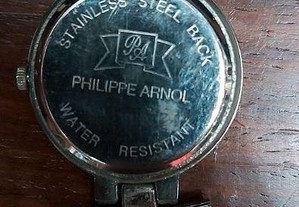 STAINLESS STEEL BACK
PA
PHILIPPE ARNOL
WATER RESISTANT